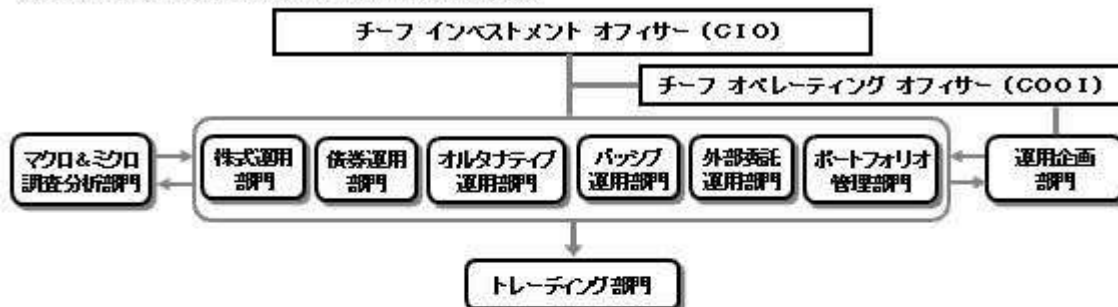 チーフ インベストメント オフィサー（CIO）
チーフ オペレーティング オフィサー（COOI）
マクロ＆ミクロ
調査分析部門
株式運用
部門
債券運用
部門
オルタナティブ
運用部門
パッシブ
運用部門
外部委託
運用部門
ポートフォリオ
管理部門
運用企画
部門
トレーディング部門